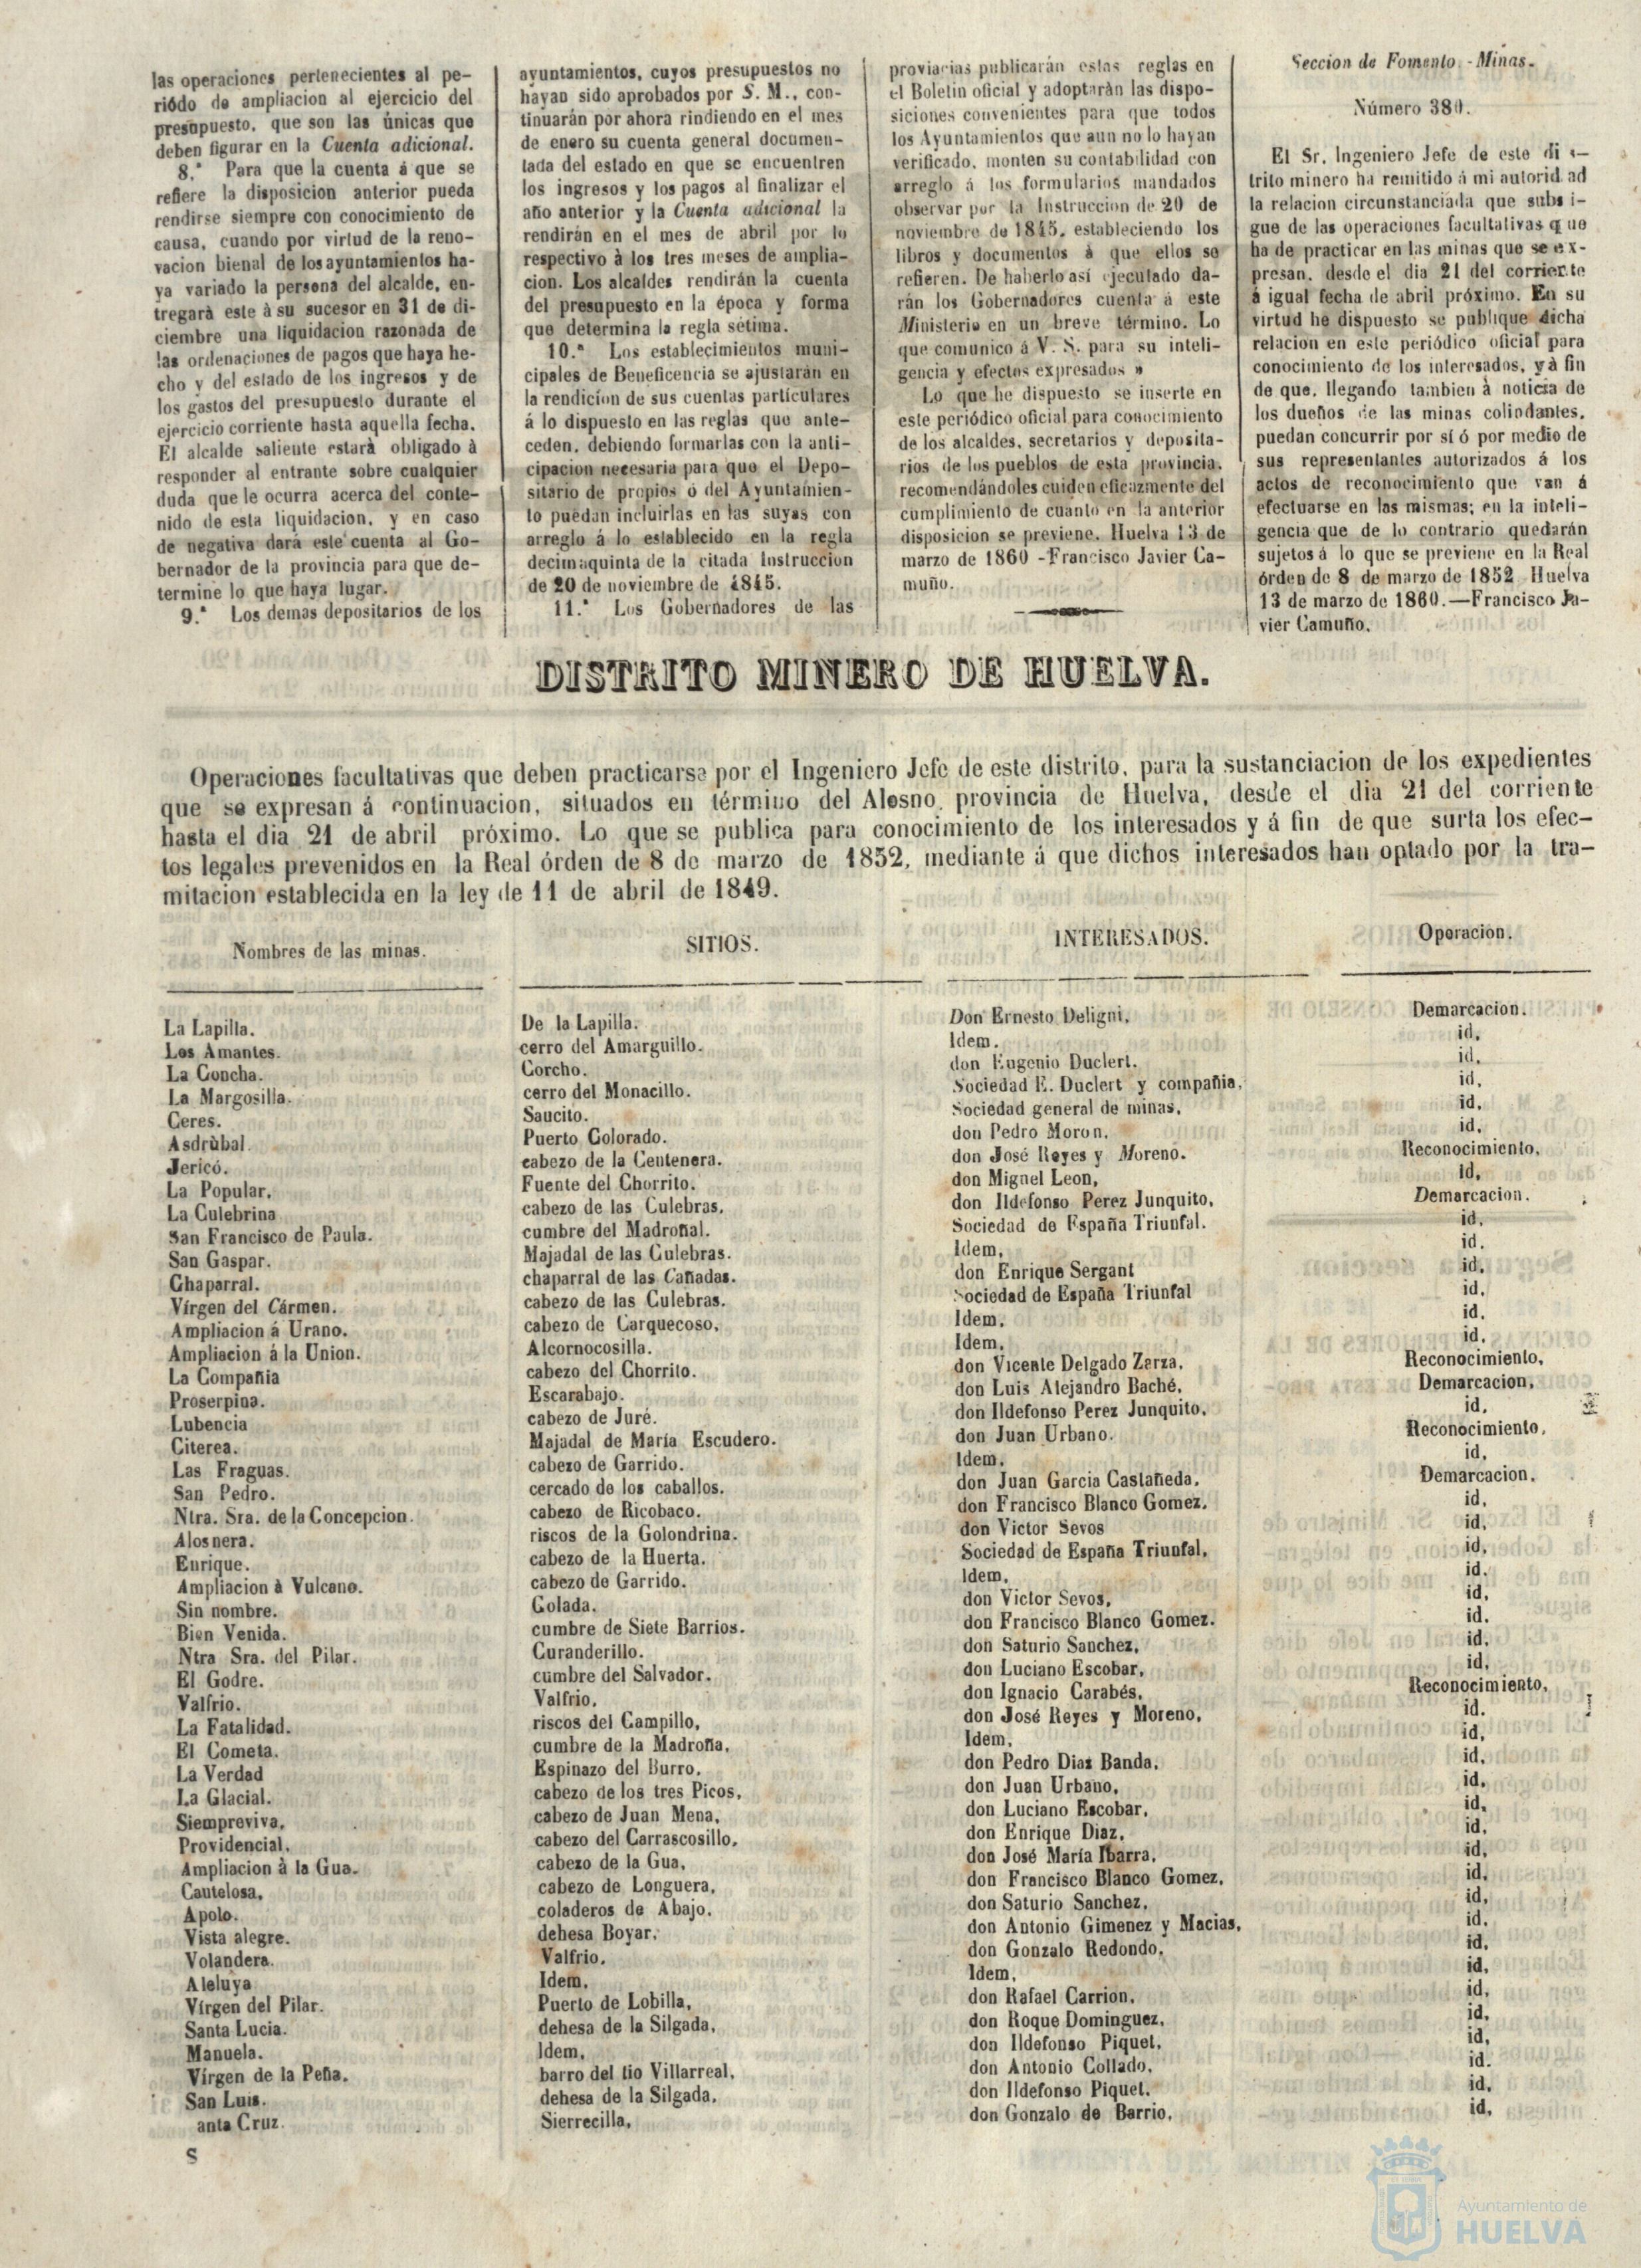 las operaciones pertenecientes al pe-
riódo de ampliacion al ejercicio del
presupuesto, que son las únicas que
deben figurar en la Cuenta adicional.
8.ª Para que la cuenta á que se
refiere la disposicion anterior pueda
rendirse siempre con conocimiento de
causa, cuando por virtud de la reno-
vacion bienal de los ayuntamientos ha-
ya variado la persona del alcalde, en-
tregará este à su sucesor en 31 de di-
ciembre una liquidacion razonada de
las ordenaciones de pagos que haya he-
cho y del estado de los ingresos y de
los gastos del presupuesto durante el
ejercicio corriente hasta aquella fecha.
El alcalde saliente estará obligado à
responder al entrante sobre cualquier
duda que le ocurra acerca del conte-
nido de esta liquidacion, y en caso
de negativa dará este cuenta al Go-
bernador de la provincia para que de-
termine lo que haya lugar.
9.ª Los demas depositarios de los
ayuntamientos, cuyos presupuestos no
hayan sido aprobados por S. M., con-
tinuarán por ahora rindiendo en el mes
de enero su cuenta general documen-
tada del estado en que se encuentren
los ingresos y los pagos al finalizar el
año anterior y la Cuenta adicional la
rendirán en el mes de abril por lo
respectivo à los tres meses de amplia-
cion. Los alcaldes rendirán la cuenta
del presupuesto en la época y forma
que determina la regla sétima.
10.ª Los establecimientos muni-
cipales de Beneficencia se ajustarán en
la rendicion de sus cuentas particulares
á lo dispuesto en las reglas que ante-
ceden, debiendo formarlas con la anti-
cipacion necesaria para que el Depo-
sitario de propios ó del Ayuntamien-
to puedan incluirlas en las suyas con
arreglo á lo establecido en la regla
decimaquinta de la citada Instruccion
de 20 de noviembre de 1845.
11.ª Los Gobernadores de las
provincias publicarán estas reglas en
el Boletin oficial y adoptarán las dispo-
siciones convenientes para que todos
los Ayuntamientos que aun no lo hayan
verificado, monten su contabilidad con
arreglo á los formularios mandados
observar por la Instruccion de 20 de
noviembre de 1845, estableciendo los
libros y documentos á que ellos se
refieren. De haberlo así ejeculado da-
rán los Gobernadores cuenta á este
Ministerio en un breve término. Lo
que comunico á V. S. para su inteli-
gencia y efectos expresados »
Lo que he dispuesto se inserte en
este periódico oficial para conocimiento
de los alcaldes, secretarios y deposita-
rios de los pueblos de esta provincia,
recomendándoles cuiden eficazmente del
cumplimiento de cuanto en la anterior
disposicion se previene. Huelva 13 de
marzo de 1860 -Francisco Javier Ca-
muño.
Seccion de Fomento.-Minas.
Número 380.
El Sr. Ingeniero Jefe de este dis-
trito minero ha remitido á mi autoridad
la relacion circunstanciada que subsi-
gue de las operaciones facultativas que
ha de practicar en las minas que se ex-
presan, desde el dia 21 del corriente
á igual fecha de abril próximo. En su
virtud he dispuesto se publique dicha
relacion en este periódico oficial para
conocimiento de los interesados, y á fin
de que, llegando tambien à noticia de
los dueños de las minas colindantes,
puedan concurrir por sí ó por medio de
sus representantes autorizados á los
actos de reconocimiento que van á
efectuarse en las mismas; en la inteli-
gencia que de lo contrario quedarán
sujetos á lo que se previene en la Real
órden de 8 de marzo de 1852 Huelva
13 de marzo de 1860.—Francisco Ja-
vier Camuño.
DISTRITO MINERO DE HUELVA.
Operaciones facultativas que deben practicarse por el Ingeniero Jefe de este distrito, para la sustanciacion de los expedientes
que se expresan á continuacion, situados en término del Alosno, provincia de Huelva, desde el dia 21 del corriente
hasta el dia 21 de abril próximo. Lo que se publica para conocimiento de los interesados y á fin de que surta los efec-
tos legales prevenidos en la Real órden de 8 de marzo de 1852, mediante á que dichos interesados han optado por la tra-
mitacion establecida en la ley de 11 de abril de 1849.
Nombres de las minas. SITIOS. INTERESADOS. Operacion.
La Lapilla. De la Lapilla. Don Ernesto Deligni, Demarcacion.
Los Amantes. cerro del Amarguillo. Idem. id,
La Concha. Corcho. don Eugenio Duclert. id.
La Margosilla. cerro del Monacillo. Sociedad E. Duclert y compañia, id,
Ceres. Saucito. Sociedad general de minas, id,
Asdrùbal. Puerto Colorado. don Pedro Moron, id.
Jericó. cabezo de la Centenera. don José Reyes y Moreno. Reconocimiento,
La Popular, Fuente del Chorrito. don Mignel Leon, id,
La Culebrina cabezo de las Culebras, don Ildefonso Perez Junquito, Demarcacion.
San Francisco de Paula. cumbre del Madroñal. Sociedad de España Triunfal. id,
San Gaspar. Majadal de las Culebras. Idem, id.
Chaparral. chaparral de las Cañadas. don Enrique Sergant id,
Vírgen del Cármen. cabezo de las Culebras. Sociedad de España Triunfal id,
Ampliacion á Urano. cabezo de Carquecoso, Idem, id.
Ampliacion á la Union. Alcornocosilla. Idem, id,
La Compañia cabezo del Chorrito. don Vicente Delgado Zarza, Reconocimiento,
Proserpina. Escarabajo. don Luis Alejandro Baché, Demarcacion,
Lubencia cabezo de Juré. don Ildefonso Perez Junquito, id,
Citerea. Majadal de María Escudero. don Juan Urbano. Reconocimiento,
Las Fraguas. cabezo de Garrido. Idem, id,
San Pedro. cercado de los caballos. don Juan Garcia Castañeda, Demarcacion.
Ntra. Sra. de la Concepcion. cabezo de Ricobaco. don Francisco Blanco Gomez, id,
Alosnera. riscos de la Golondrina. don Victor Sevos id,
Enrique. cabezo de la Huerta. Sociedad de España Triunfal, id,
Ampliacion à Vulcano. cabezo de Garrido. Idem, id.
Sin nombre. Colada. don Victor Sevos, id,
Bien Venida. cumbre de Siete Barrios. don Francisco Blanco Gomez. id.
Ntra Sra. del Pilar. Curanderillo. don Saturio Sanchez, id,
El Godre. cumbre del Salvador. don Luciano Escobar, id,
Valfrio. Valfrio, don Ignacio Carabés, Reconocimiento,
La Fatalidad. riscos del Campillo, don José Reyes y Moreno, id.
El Cometa. cumbre de la Madroña, Idem, id,
La Verdad Espinazo del Burro, don Pedro Diaz Banda, id,
La Glacial. cabezo de los tres Picos, don Juan Urbano, id,
Siempreviva, cabezo de Juan Mena, don Luciano Escobar, id,
Providencial. cabezo del Carrascosillo, don Enrique Diaz, id,
Ampliacion à la Gua. cabezo de la Gua, don José María Ibarra, id,
Cautelosa, cabezo de Longuera, don Francisco Blanco Gomez, id,
Apolo. coladeros de Abajo. don Saturio Sanchez, id,
Vista alegre. dehesa Boyar, don Antonio Gimenez y Macias, id,
Volandera. Valfrio, don Gonzalo Redondo, id,
Aleluya Idem, Idem, id,
Vírgen del Pilar. Puerto de Lobilla, don Rafael Carrion, id,
Santa Lucia. dehesa de la Silgada, don Roque Dominguez, id,
Manuela. Idem, don Ildefonso Piquet, id,
Vírgen de la Peña. barro del tio Villarreal, don Antonio Collado, id.
San Luis. dehesa de la Silgada, don Ildefonso Piquet. id,
anta Cruz. Sierrecilla, don Gonzalo de Barrio, id,
S
Ayuntamiento de
HUELVA